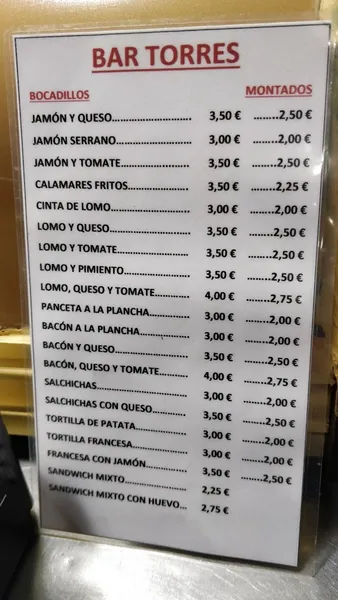 BAR TORRES
BOCADILLOS MONTADOS
JAMÓN Y QUESO........................ 3,50 € ........2,50 €
JAMÓN SERRANO...................... 3,00 € ........2,00 €
JAMÓN Y TOMATE..................... 3,50 € ........2,50 €
CALAMARES FRITOS................... 3,50 € ........2,25 €
CINTA DE LOMO........................ 3,00 € ........2,00 €
LOMO Y QUESO......................... 3,50 € ........2,50 €
LOMO Y TOMATE....................... 3,50 € ........2,50 €
LOMO Y PIMIENTO.................... 3,50 € ........2,50 €
LOMO, QUESO Y TOMATE........... 4,00 € ........2,75 €
PANCETA A LA PLANCHA............ 3,00 € ........2,00 €
BACÓN A LA PLANCHA............... 3,00 € ........2,00 €
BACÓN Y QUESO........................ 3,50 € ........2,50 €
BACÓN, QUESO Y TOMATE.......... 4,00 € ........2,75 €
SALCHICHAS............................. 3,00 € ........2,00 €
SALCHICHAS CON QUESO............ 3,50 € ........2,50 €
TORTILLA DE PATATA................. 3,00 € ........2,00 €
TORTILLA FRANCESA................... 3,00 € ........2,00 €
FRANCESA CON JAMÓN.............. 3,50 € ........2,50 €
SANDWICH MIXTO..................... 2,25 €
SANDWICH MIXTO CON HUEVO... 2,75 €